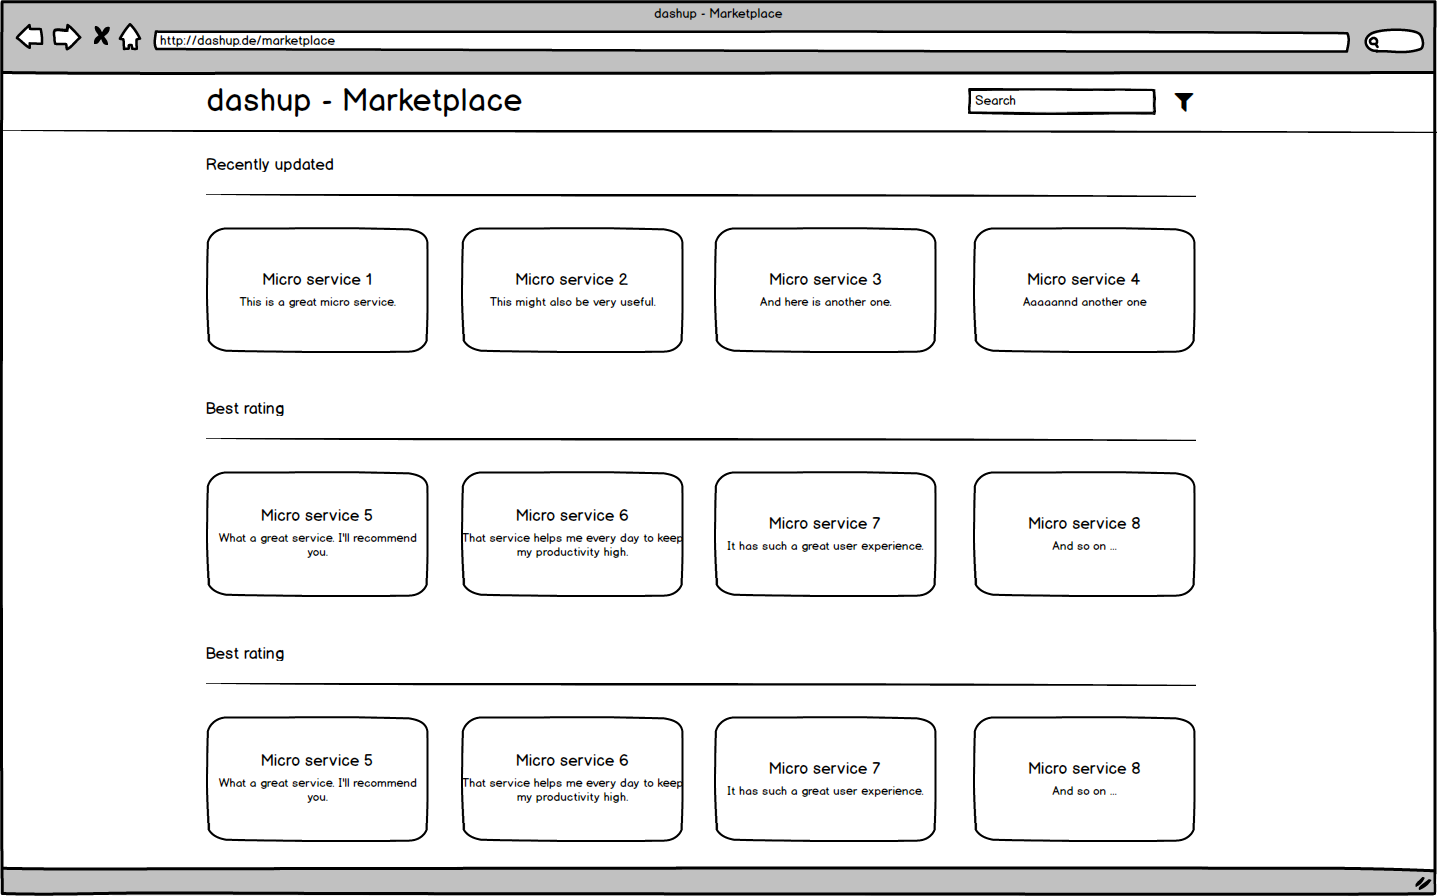 dashup - Marketplace
http://dashup.de/marketplace
dashup - Marketplace
Search
Recently updated
Micro service 1
This is a great micro service.
Micro service 2
This might also be very useful.
Micro service 3
And here is another one.
Micro service 4
Aaaaannd another one
Best rating
Micro service 5
What a great service. I'll recommend
you.
Micro service 6
That service helps me every day to keep
my productivity high.
Micro service 7
It has such a great user experience.
Micro service 8
And so on ...
Best rating
Micro service 5
What a great service. I'll recommend
you.
Micro service 6
That service helps me every day to keep
my productivity high.
Micro service 7
It has such a great user experience.
Micro service 8
And so on ...